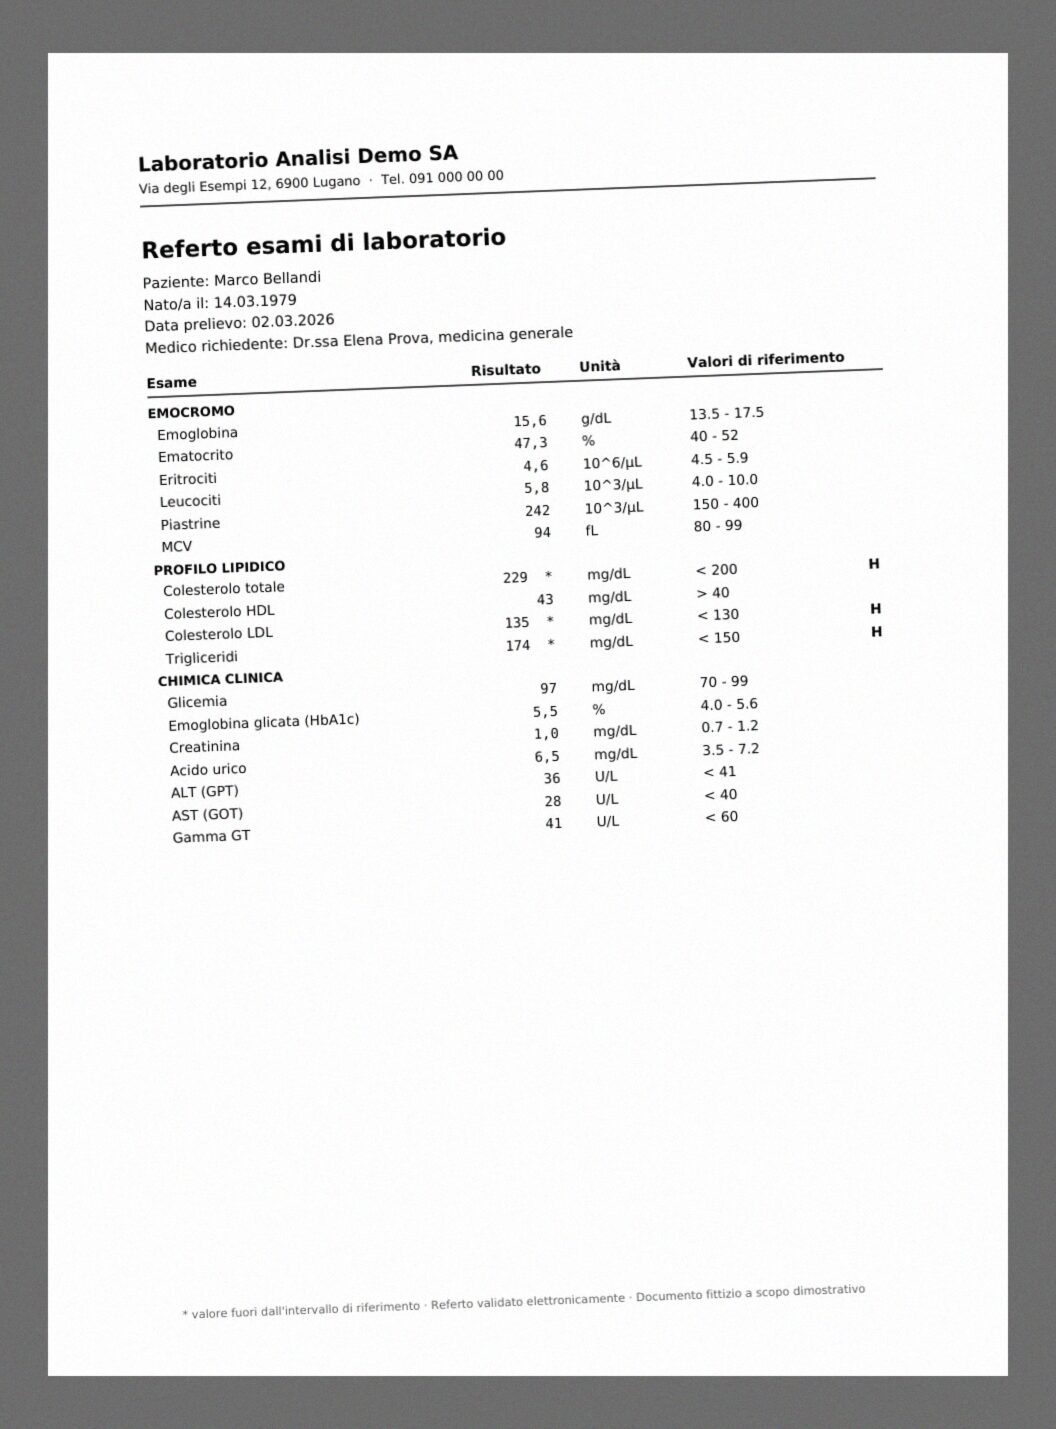 Laboratorio Analisi Demo SA
Via degli Esempi 12, 6900 Lugano · Tel. 091 000 00 00
Referto esami di laboratorio
Paziente: Marco Bellandi
Nato/a il: 14.03.1979
Data prelievo: 02.03.2026
Medico richiedente: Dr.ssa Elena Prova, medicina generale
Esame Risultato Unità Valori di riferimento
EMOCROMO
Emoglobina 15,6 g/dL 13.5 - 17.5
Ematocrito 47,3 % 40 - 52
Eritrociti 4,6 10^6/µL 4.5 - 5.9
Leucociti 5,8 10^3/µL 4.0 - 10.0
Piastrine 242 10^3/µL 150 - 400
MCV 94 fL 80 - 99
PROFILO LIPIDICO
Colesterolo totale 229 * mg/dL < 200 H
Colesterolo HDL 43 mg/dL > 40
Colesterolo LDL 135 * mg/dL < 130 H
Trigliceridi 174 * mg/dL < 150 H
CHIMICA CLINICA
Glicemia 97 mg/dL 70 - 99
Emoglobina glicata (HbA1c) 5,5 % 4.0 - 5.6
Creatinina 1,0 mg/dL 0.7 - 1.2
Acido urico 6,5 mg/dL 3.5 - 7.2
ALT (GPT) 36 U/L < 41
AST (GOT) 28 U/L < 40
Gamma GT 41 U/L < 60
* valore fuori dall'intervallo di riferimento · Referto validato elettronicamente · Documento fittizio a scopo dimostrativo